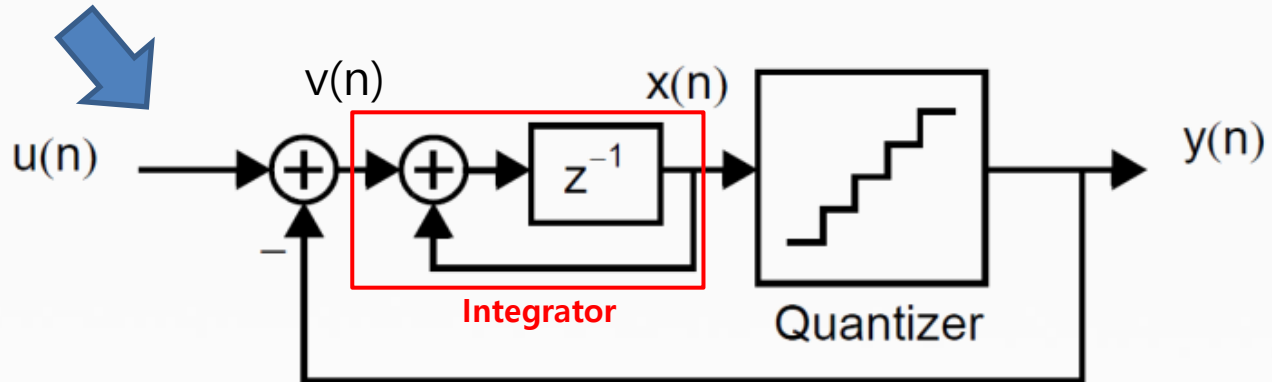 v(n)
x(n)
u(n)
y(n)
+
+
z⁻¹
−
Integrator
Quantizer